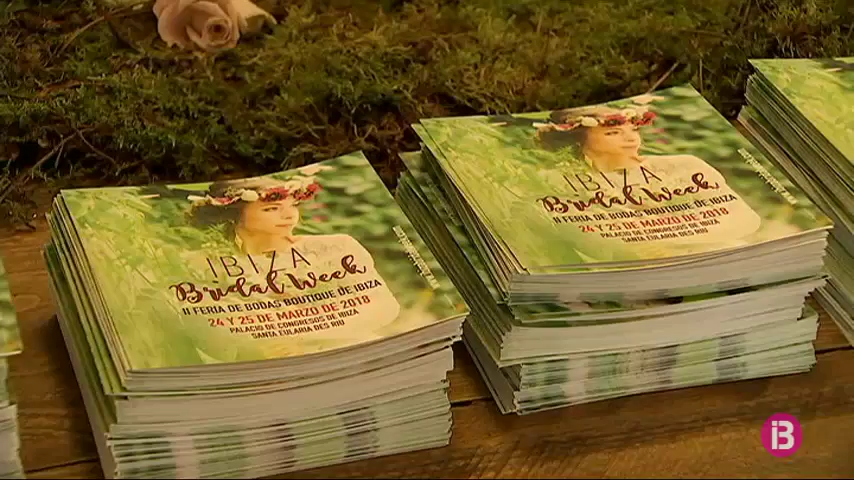 IBIZA
Bridal Week
II FERIA DE BODAS BOUTIQUE DE IBIZA
24 Y 25 DE MARZO DE 2018
PALACIO DE CONGRESOS DE IBIZA
SANTA EULARIA DES RIU
IBIZA
Bridal Week
II FERIA DE BODAS BOUTIQUE DE IBIZA
24 Y 25 DE MARZO DE 2018
PALACIO DE CONGRESOS DE IBIZA
SANTA EULARIA DES RIU
iB